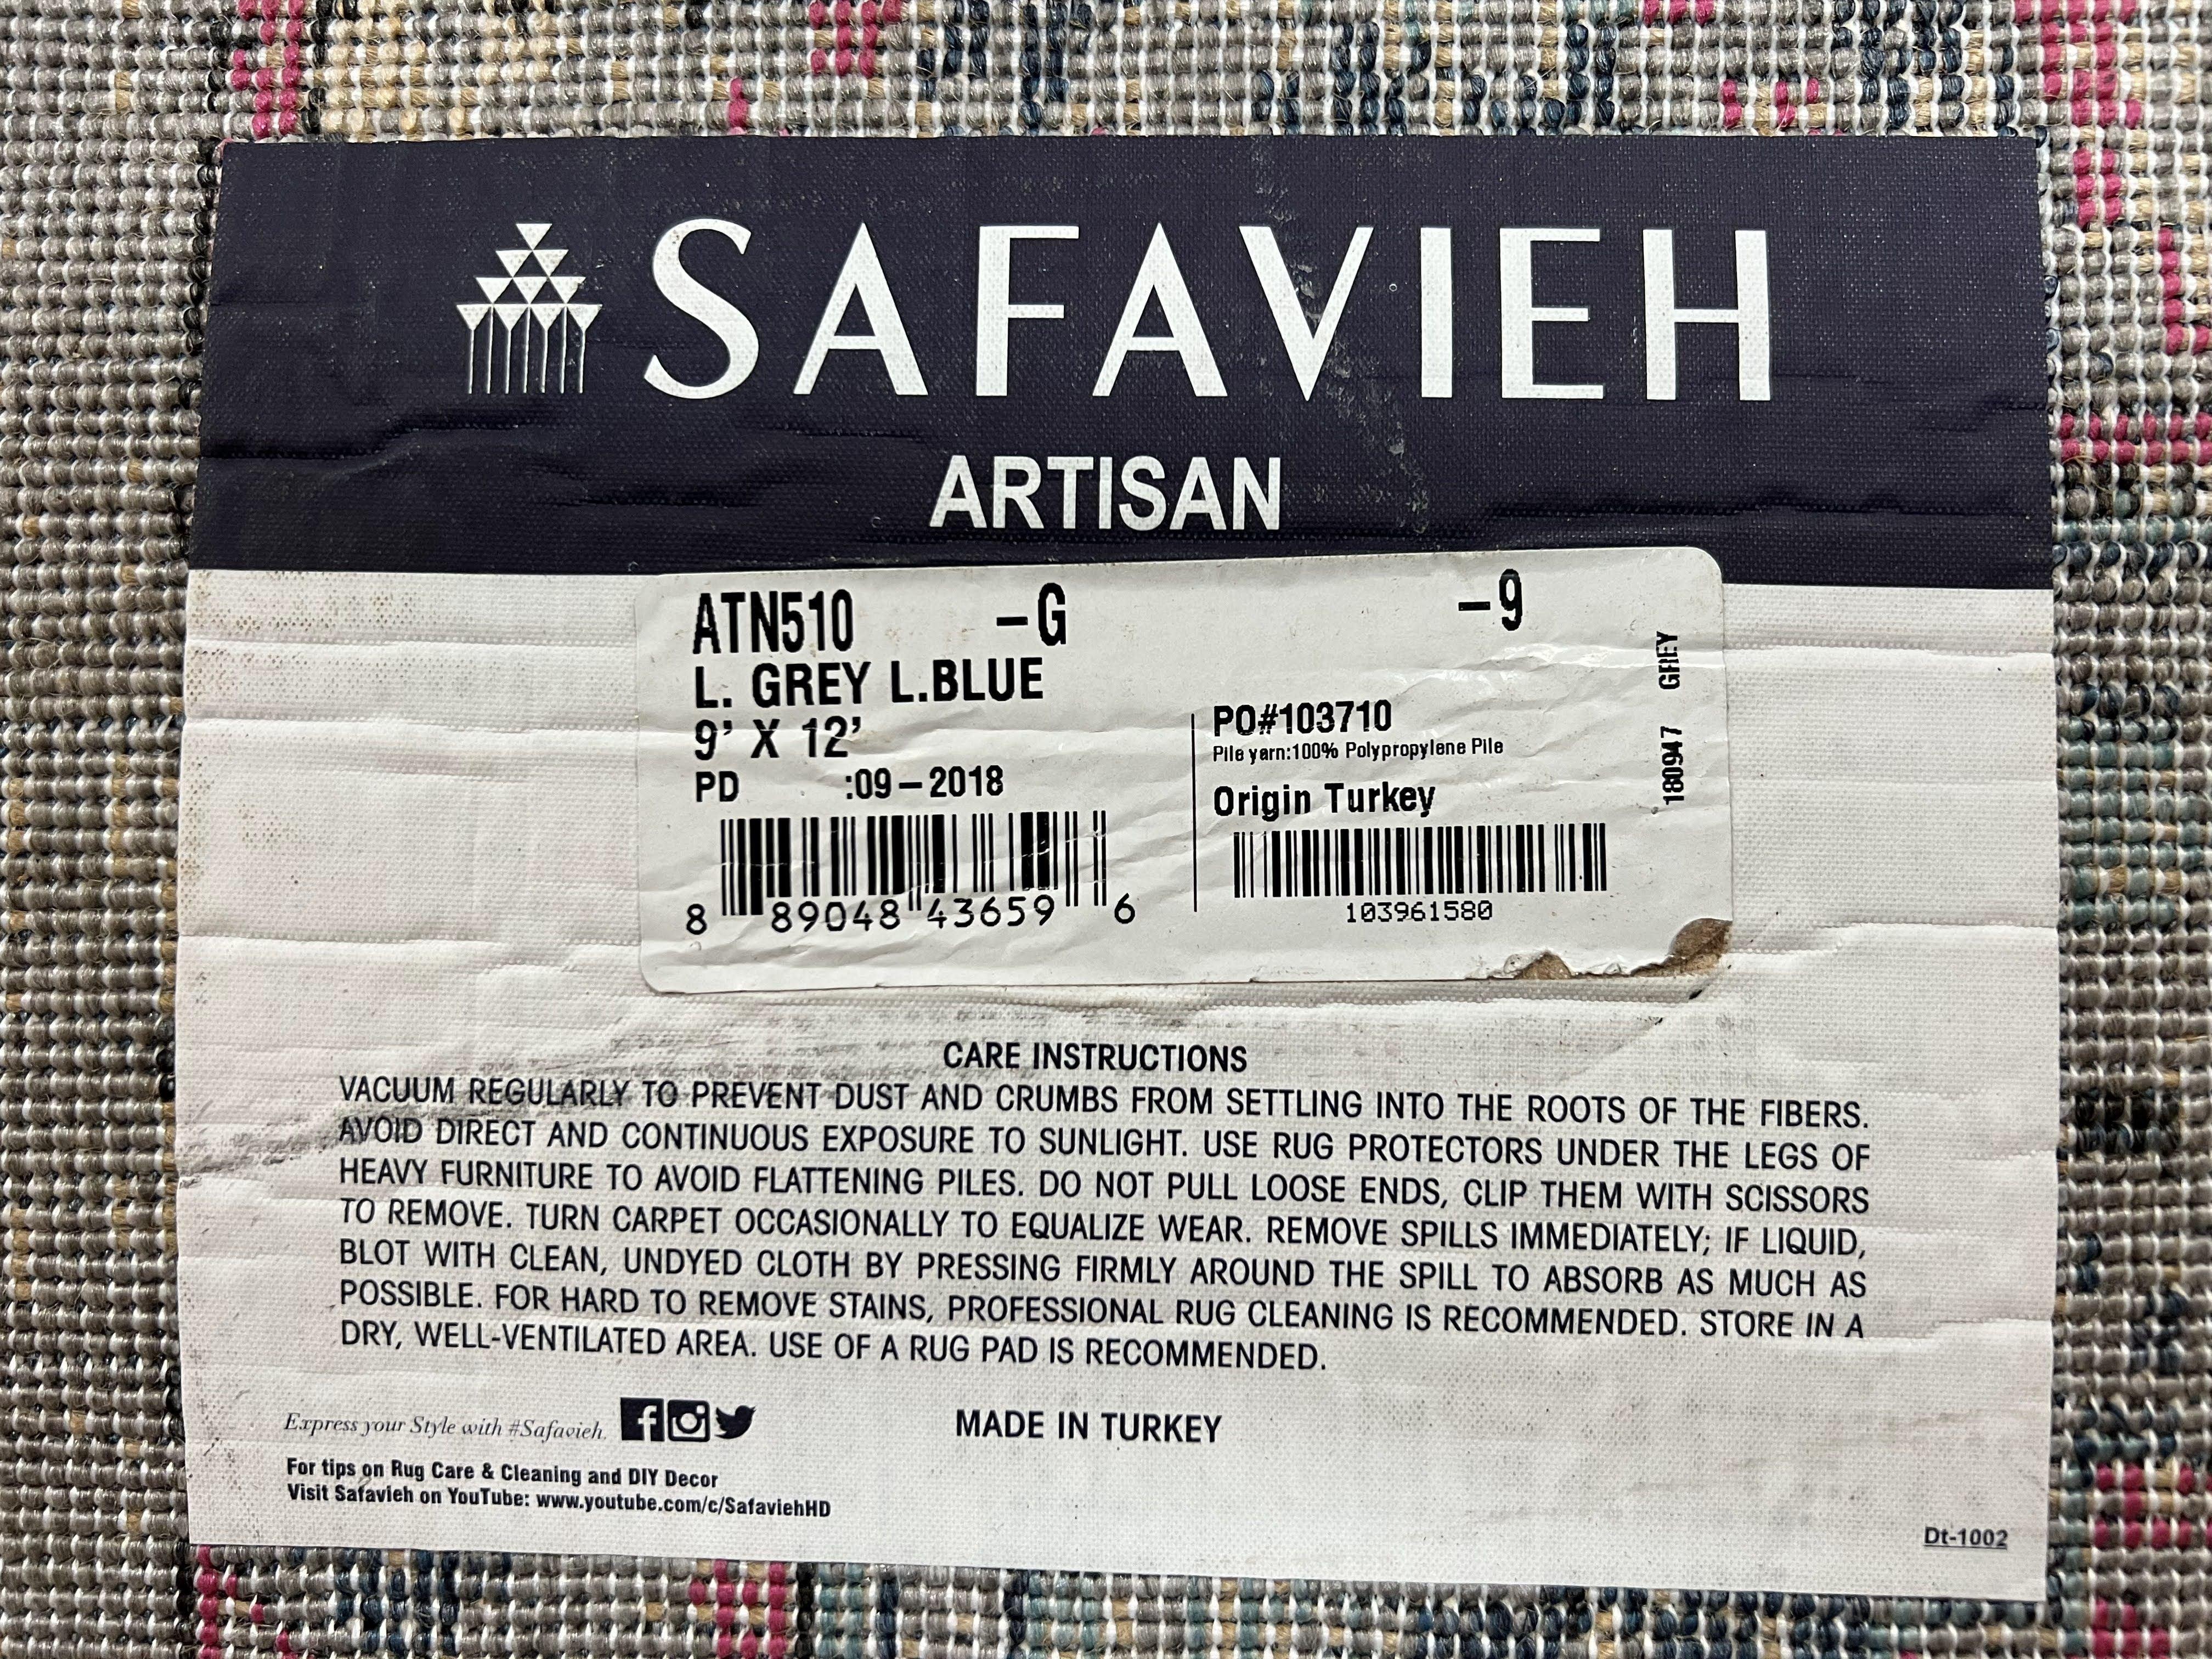 SAFAVIEH
ARTISAN
ATN510 -G -9
L. GREY L.BLUE
9' X 12'
PD :09-2018
8 89048 43659 6
PO#103710
Pile yarn:100% Polypropylene Pile
Origin Turkey
103961580
180947 GREY
CARE INSTRUCTIONS
VACUUM REGULARLY TO PREVENT DUST AND CRUMBS FROM SETTLING INTO THE ROOTS OF THE FIBERS.
AVOID DIRECT AND CONTINUOUS EXPOSURE TO SUNLIGHT. USE RUG PROTECTORS UNDER THE LEGS OF
HEAVY FURNITURE TO AVOID FLATTENING PILES. DO NOT PULL LOOSE ENDS, CLIP THEM WITH SCISSORS
TO REMOVE. TURN CARPET OCCASIONALLY TO EQUALIZE WEAR. REMOVE SPILLS IMMEDIATELY; IF LIQUID,
BLOT WITH CLEAN, UNDYED CLOTH BY PRESSING FIRMLY AROUND THE SPILL TO ABSORB AS MUCH AS
POSSIBLE. FOR HARD TO REMOVE STAINS, PROFESSIONAL RUG CLEANING IS RECOMMENDED. STORE IN A
DRY, WELL-VENTILATED AREA. USE OF A RUG PAD IS RECOMMENDED.
Express your Style with #Safavieh.
MADE IN TURKEY
For tips on Rug Care & Cleaning and DIY Decor
Visit Safavieh on YouTube: www.youtube.com/c/SafaviehHD
Dt-1002